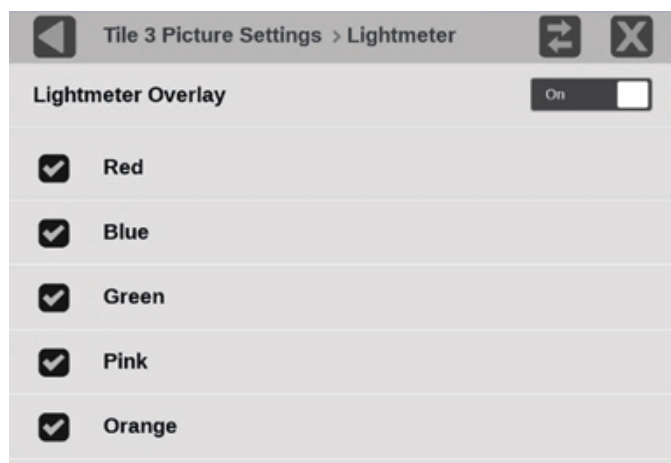 Tile 3 Picture Settings > Lightmeter
Lightmeter Overlay
On
Red
Blue
Green
Pink
Orange